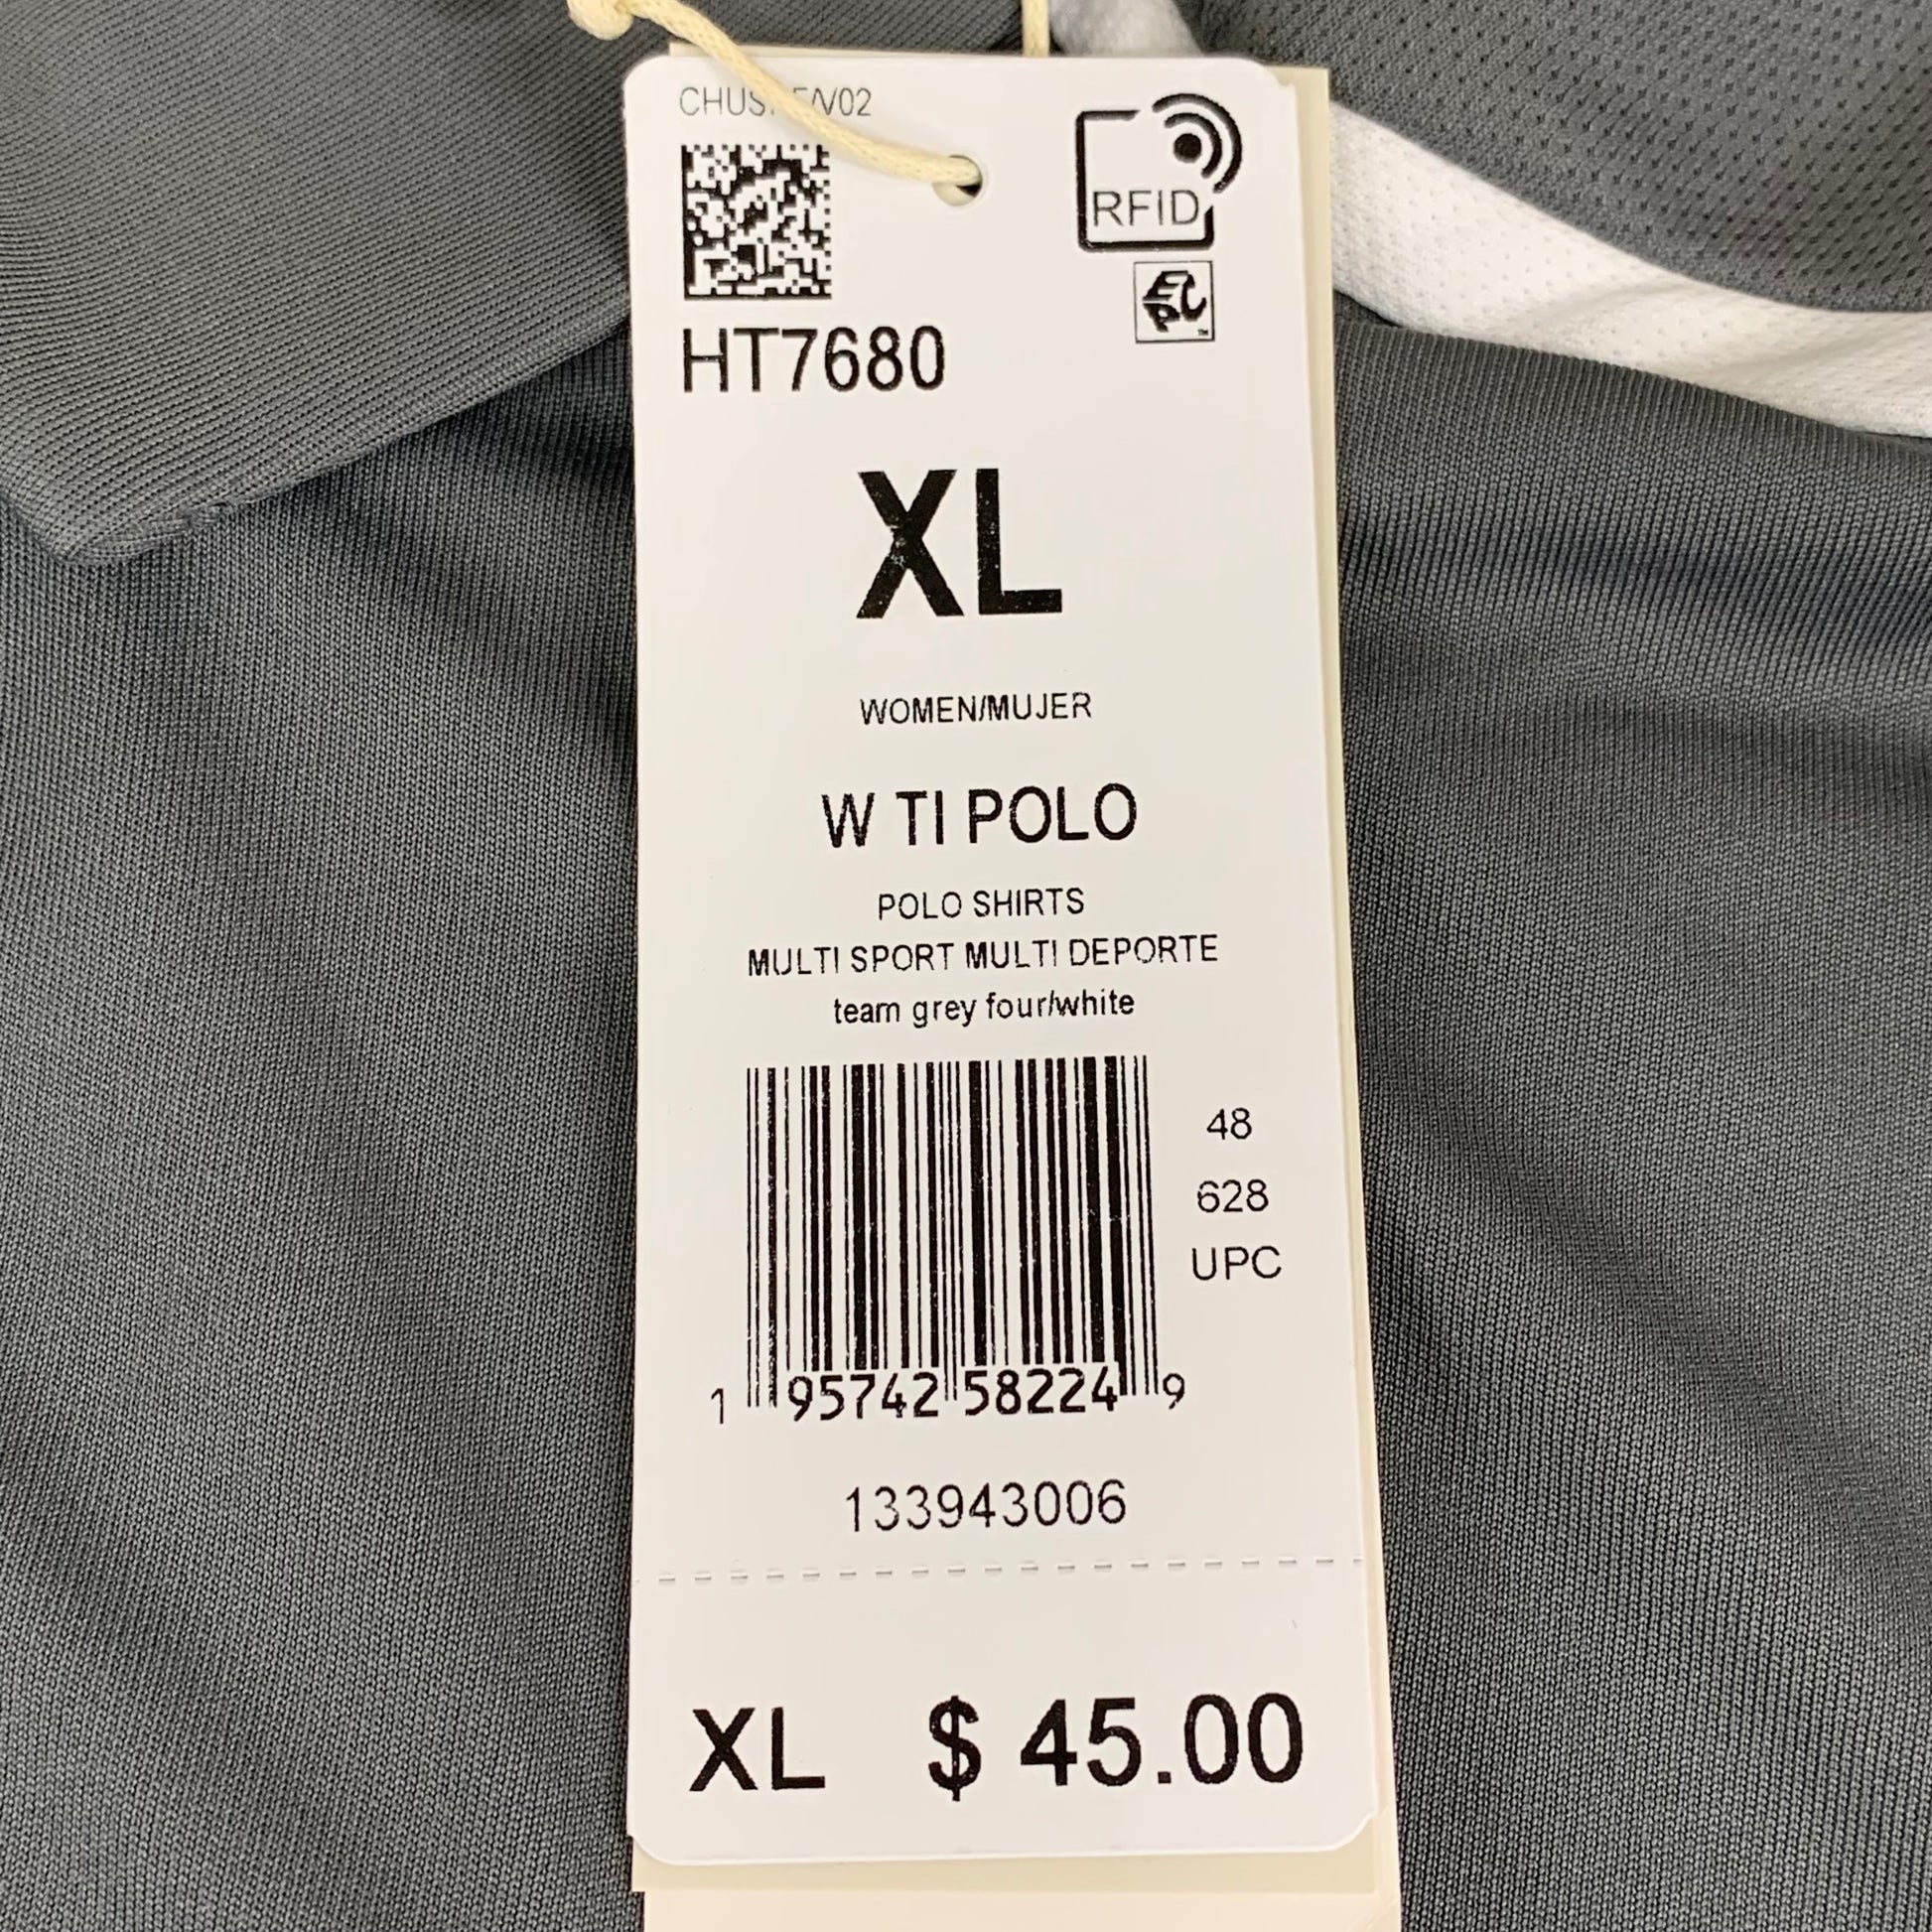 RFID
HT7680
XL
WOMEN/MUJER
W TI POLO
POLO SHIRTS
MULTI SPORT MULTI DEPORTE
team grey four/white
48
628
UPC
1 95742 58224 9
133943006
XL $ 45.00